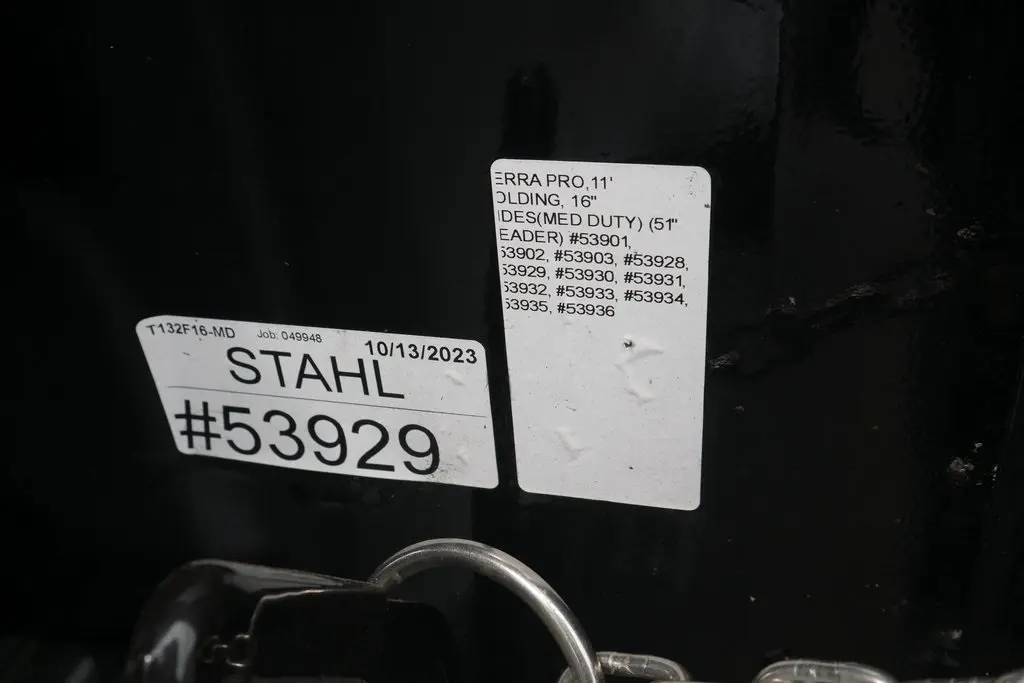 T132F16-MD Job: 049948 10/13/2023
STAHL
#53929
ERRA PRO,11'
OLDING, 16"
IDES(MED DUTY) (51"
EADER) #53901,
53902, #53903, #53928,
53929, #53930, #53931,
53932, #53933, #53934,
53935, #53936